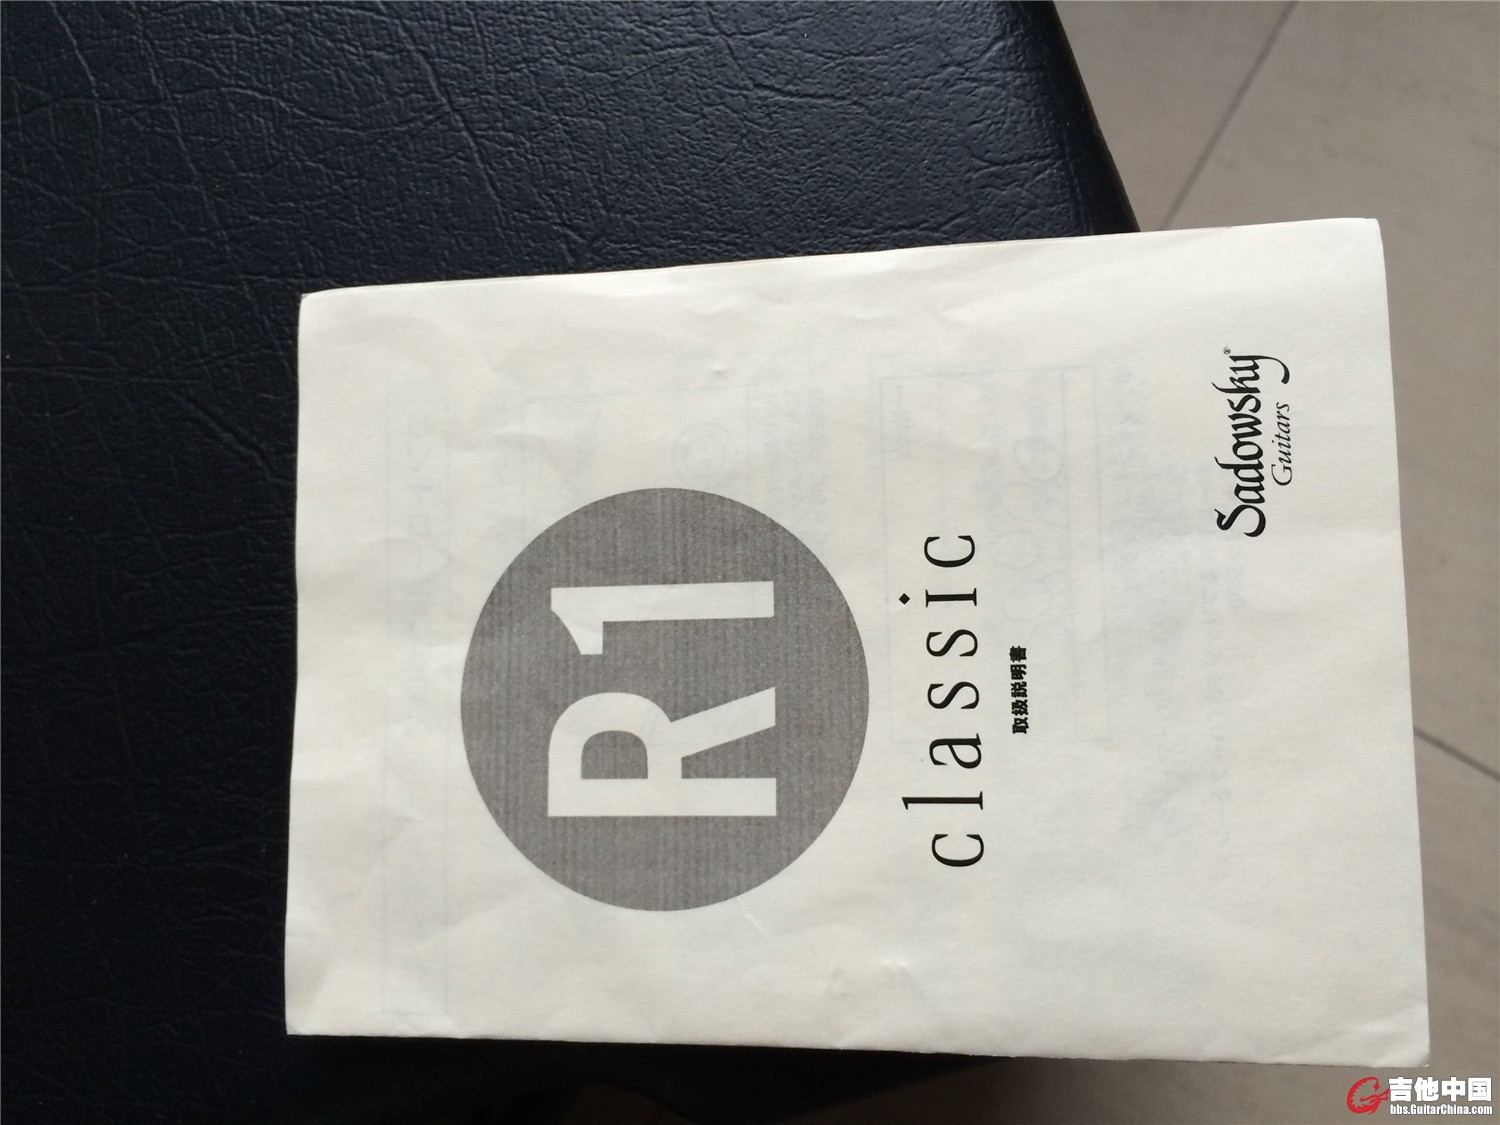 R1
classic
取扱説明書
Sadowsky®
Guitars
吉他中国
bbs.GuitarChina.com